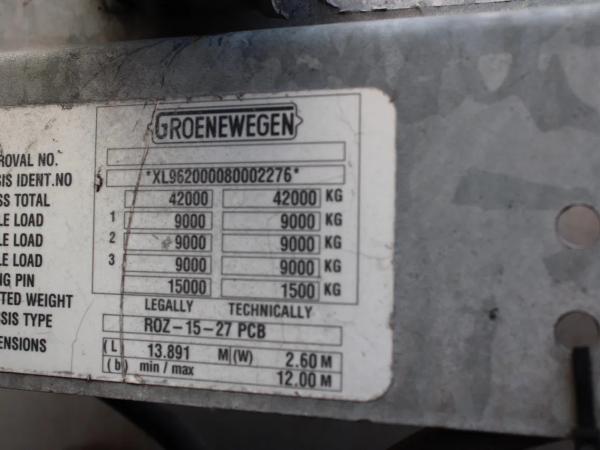 GROENEWEGEN
ROVAL NO.
SIS IDENT.NO *XL962000080002276*
SS TOTAL 42000 42000 KG
LE LOAD 1 9000 9000 KG
LE LOAD 2 9000 9000 KG
LE LOAD 3 9000 9000 KG
NG PIN 15000 1500 KG
TED WEIGHT LEGALLY TECHNICALLY
SIS TYPE ROZ-15-27 PCB
ENSIONS (L 13.891 M (W) 2.60 M
(b) min / max 12.00 M